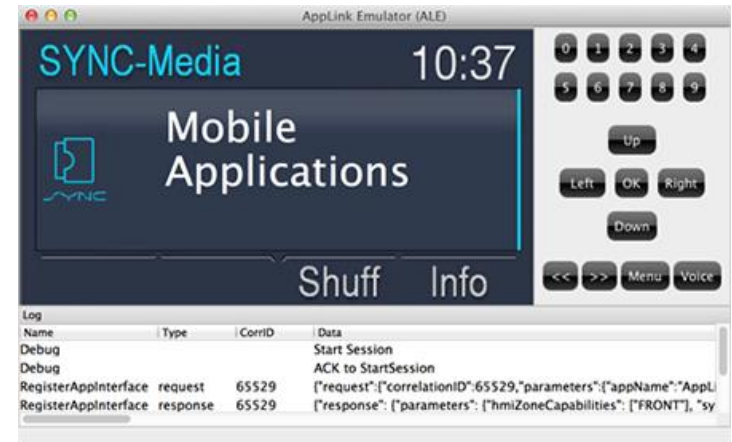 AppLink Emulator (ALE)
SYNC-Media 10:37
Mobile
Applications
SYNC
Shuff Info
0 1 2 3 4
5 6 7 8 9
Up
Left OK Right
Down
<< >> Menu Voice
Log
Name Type CorrID Data
Debug Start Session
Debug ACK to StartSession
RegisterAppInterface request 65529 {"request":{"correlationID":65529,"parameters":{"appName":"AppLi
RegisterAppInterface response 65529 {"response": {"parameters": {"hmiZoneCapabilities": ["FRONT"], "sy